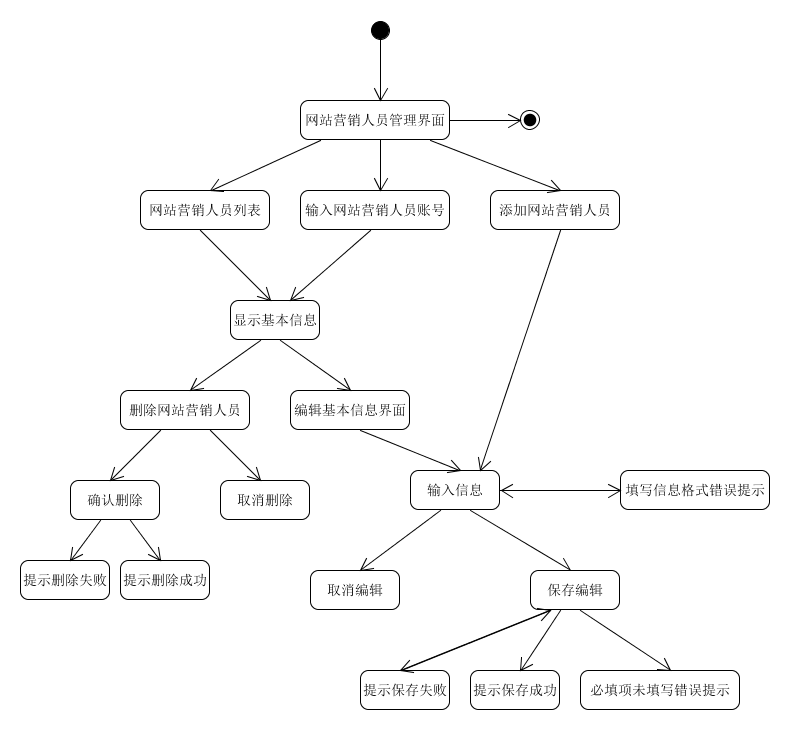 网站营销人员管理界面
网站营销人员列表
输入网站营销人员账号
添加网站营销人员
显示基本信息
删除网站营销人员
编辑基本信息界面
确认删除
取消删除
输入信息
填写信息格式错误提示
提示删除失败
提示删除成功
取消编辑
保存编辑
提示保存失败
提示保存成功
必填项未填写错误提示